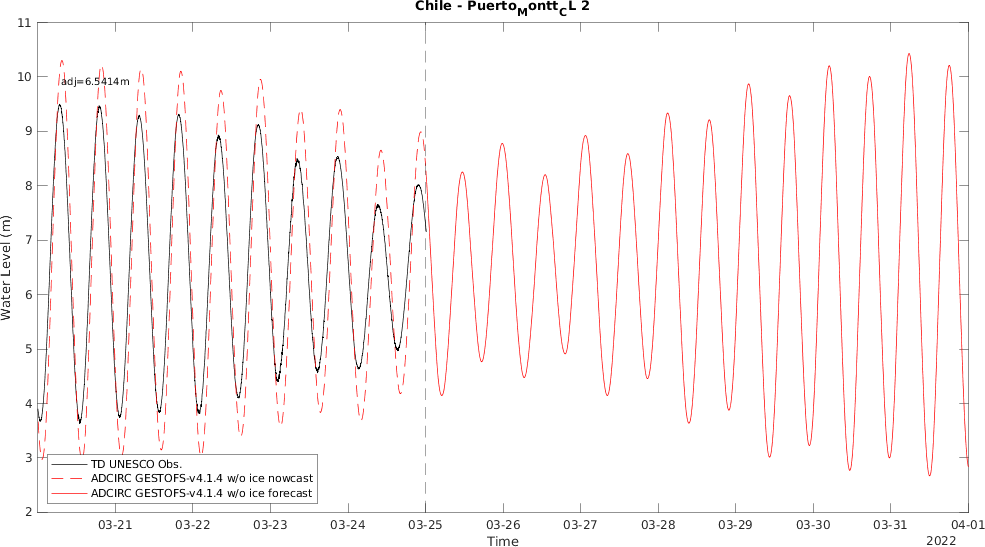 Chile - PuertoMonttCL 2
11
10
9
8
7
6
5
4
3
2
Water Level (m)
adj=6.5414m
TD UNESCO Obs.
ADCIRC GESTOFS-v4.1.4 w/o ice nowcast
ADCIRC GESTOFS-v4.1.4 w/o ice forecast
03-21 03-22 03-23 03-24 03-25 03-26 03-27 03-28 03-29 03-30 03-31 04-01
Time
2022